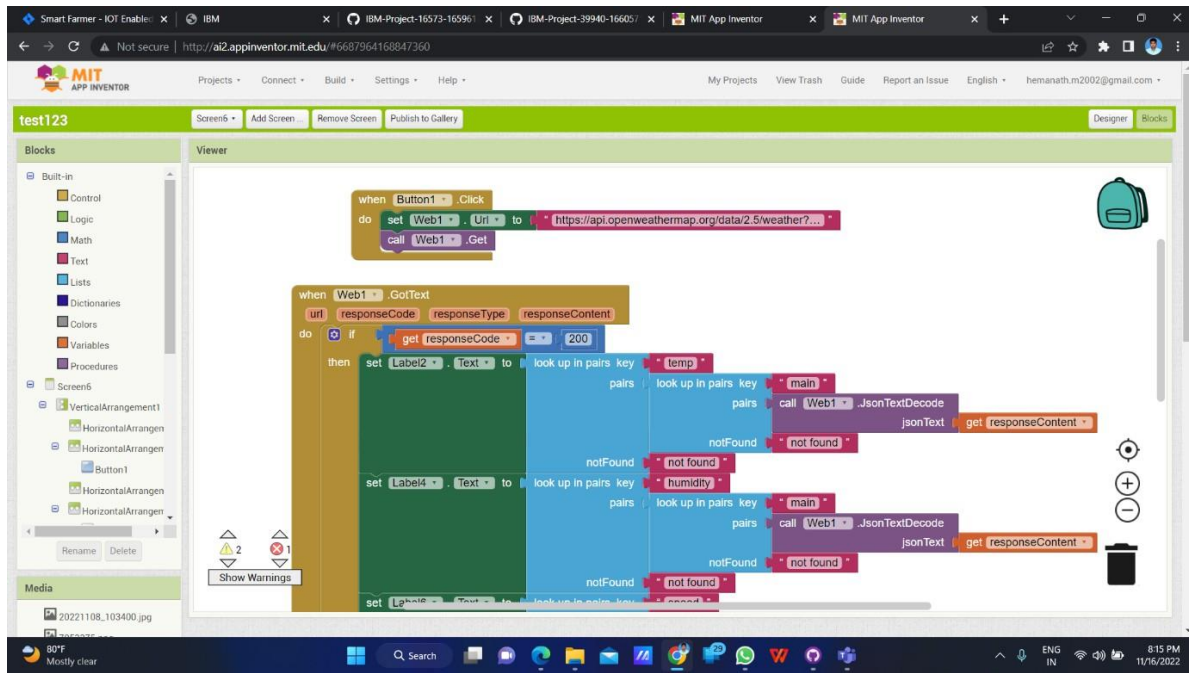 Smart Farmer - IOT Enabled
IBM
IBM-Project-16573-165961
IBM-Project-39940-166057
MIT App Inventor
MIT App Inventor
Not secure | http://ai2.appinventor.mit.edu/#6687964168847360
MIT
APP INVENTOR
Projects Connect Build Settings Help
My Projects View Trash Guide Report an Issue English hemanath.m2002@gmail.com
test123
Screen6 Add Screen ... Remove Screen Publish to Gallery
Designer Blocks
Blocks
Viewer
Built-in
Control
Logic
Math
Text
Lists
Dictionaries
Colors
Variables
Procedures
Screen6
VerticalArrangement1
HorizontalArrangen
HorizontalArrangen
Button1
HorizontalArrangen
HorizontalArrangen
Rename Delete
Media
20221108_103400.jpg
when Button1 .Click
do set Web1 . Url to " https://api.openweathermap.org/data/2.5/weather?... "
call Web1 .Get
when Web1 .GotText
url responseCode responseType responseContent
do if get responseCode = 200
then set Label2 . Text to look up in pairs key " temp "
pairs look up in pairs key " main "
pairs call Web1 .JsonTextDecode
jsonText get responseContent
notFound " not found "
notFound " not found "
set Label4 . Text to look up in pairs key " humidity "
pairs look up in pairs key " main "
pairs call Web1 .JsonTextDecode
jsonText get responseContent
notFound " not found "
notFound " not found "
set Text to look up in pairs key " speed "
2 1
Show Warnings
80°F
Mostly clear
Search
29
ENG
IN
8:15 PM
11/16/2022